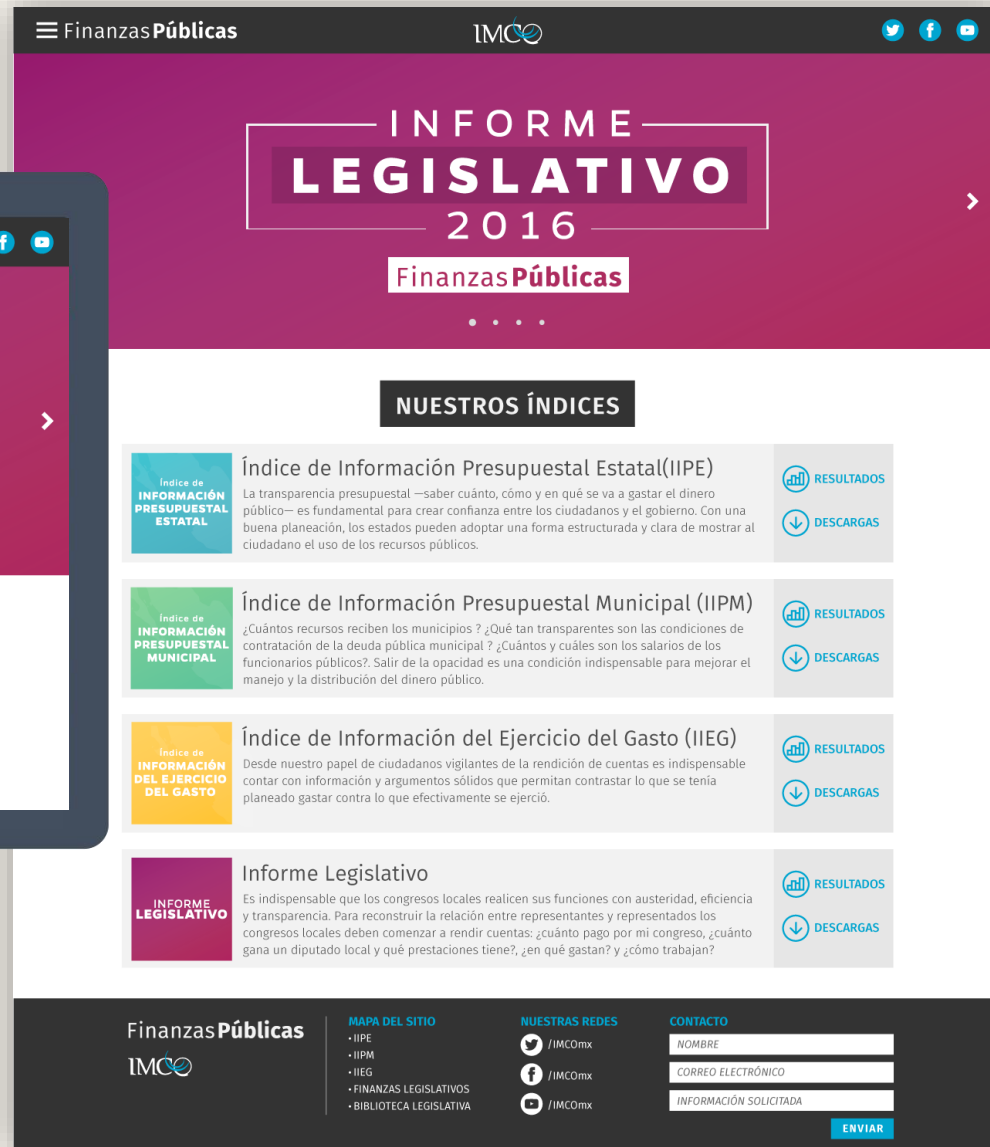 FinanzasPúblicas
IMCO
INFORME
LEGISLATIVO
2016
FinanzasPúblicas
NUESTROS ÍNDICES
Índice de
INFORMACIÓN
PRESUPUESTAL
ESTATAL
Índice de Información Presupuestal Estatal(IIPE)
La transparencia presupuestal —saber cuánto, cómo y en qué se va a gastar el dinero
público— es fundamental para crear confianza entre los ciudadanos y el gobierno. Con una
buena planeación, los estados pueden adoptar una forma estructurada y clara de mostrar al
ciudadano el uso de los recursos públicos.
RESULTADOS
DESCARGAS
Índice de
INFORMACIÓN
PRESUPUESTAL
MUNICIPAL
Índice de Información Presupuestal Municipal (IIPM)
¿Cuántos recursos reciben los municipios ? ¿Qué tan transparentes son las condiciones de
contratación de la deuda pública municipal ? ¿Cuántos y cuáles son los salarios de los
funcionarios públicos?. Salir de la opacidad es una condición indispensable para mejorar el
manejo y la distribución del dinero público.
RESULTADOS
DESCARGAS
Índice de
INFORMACIÓN
DEL EJERCICIO
DEL GASTO
Índice de Información del Ejercicio del Gasto (IIEG)
Desde nuestro papel de ciudadanos vigilantes de la rendición de cuentas es indispensable
contar con información y argumentos sólidos que permitan contrastar lo que se tenía
planeado gastar contra lo que efectivamente se ejerció.
RESULTADOS
DESCARGAS
INFORME
LEGISLATIVO
Informe Legislativo
Es indispensable que los congresos locales realicen sus funciones con austeridad, eficiencia
y transparencia. Para reconstruir la relación entre representantes y representados los
congresos locales deben comenzar a rendir cuentas: ¿cuánto pago por mi congreso, ¿cuánto
gana un diputado local y qué prestaciones tiene?, ¿en qué gastan? y ¿cómo trabajan?
RESULTADOS
DESCARGAS
FinanzasPúblicas
IMCO
MAPA DEL SITIO
• IIPE
• IIPM
• IIEG
• FINANZAS LEGISLATIVOS
• BIBLIOTECA LEGISLATIVA
NUESTRAS REDES
/IMCOmx
/IMCOmx
/IMCOmx
CONTACTO
NOMBRE
CORREO ELECTRÓNICO
INFORMACIÓN SOLICITADA
ENVIAR